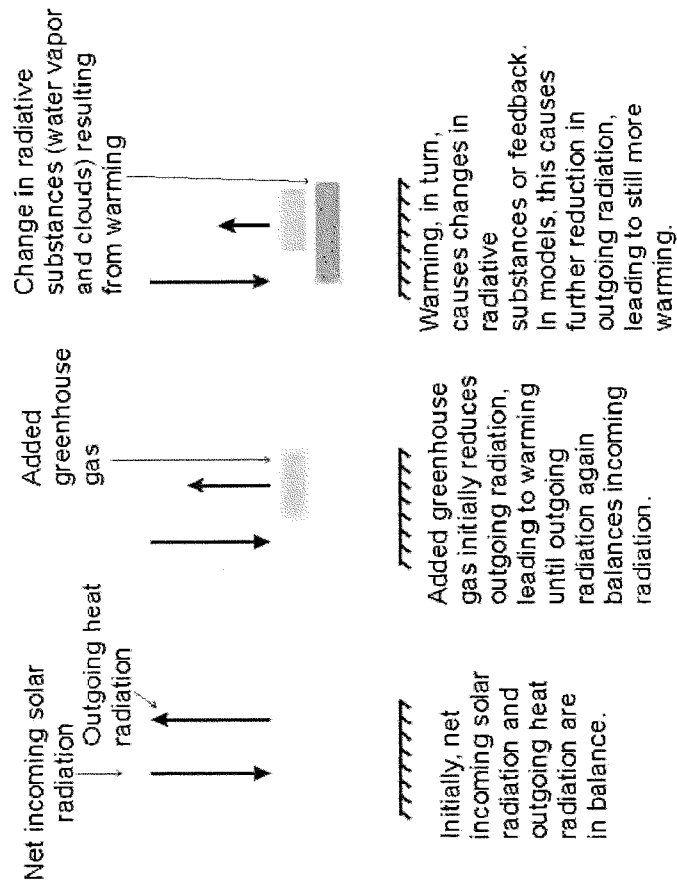 Net incoming solar
radiation
Outgoing heat
radiation
Initially, net
incoming solar
radiation and
outgoing heat
radiation are
in balance.
Added
greenhouse
gas
Added greenhouse
gas initially reduces
outgoing radiation,
leading to warming
until outgoing
radiation again
balances incoming
radiation.
Change in radiative
substances (water vapor
and clouds) resulting
from warming
Warming, in turn,
causes changes in
radiative
substances or feedback.
In models, this causes
further reduction in
outgoing radiation,
leading to still more
warming.